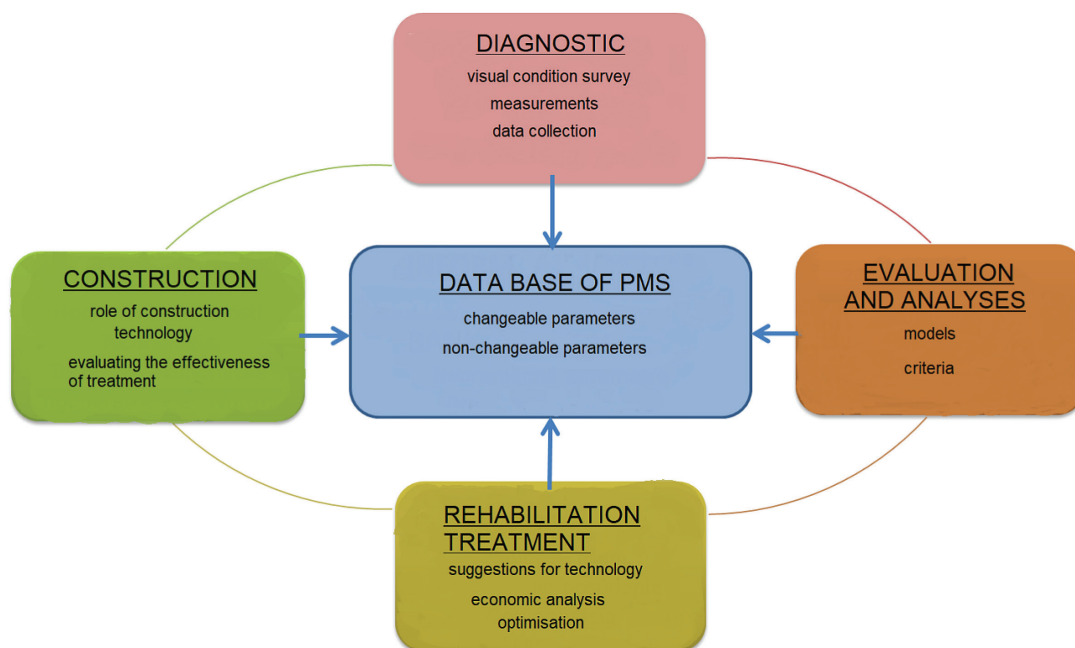 DIAGNOSTIC
visual condition survey
measurements
data collection
CONSTRUCTION
role of construction
technology
evaluating the effectiveness
of treatment
DATA BASE OF PMS
changeable parameters
non-changeable parameters
EVALUATION
AND ANALYSES
models
criteria
REHABILITATION
TREATMENT
suggestions for technology
economic analysis
optimisation